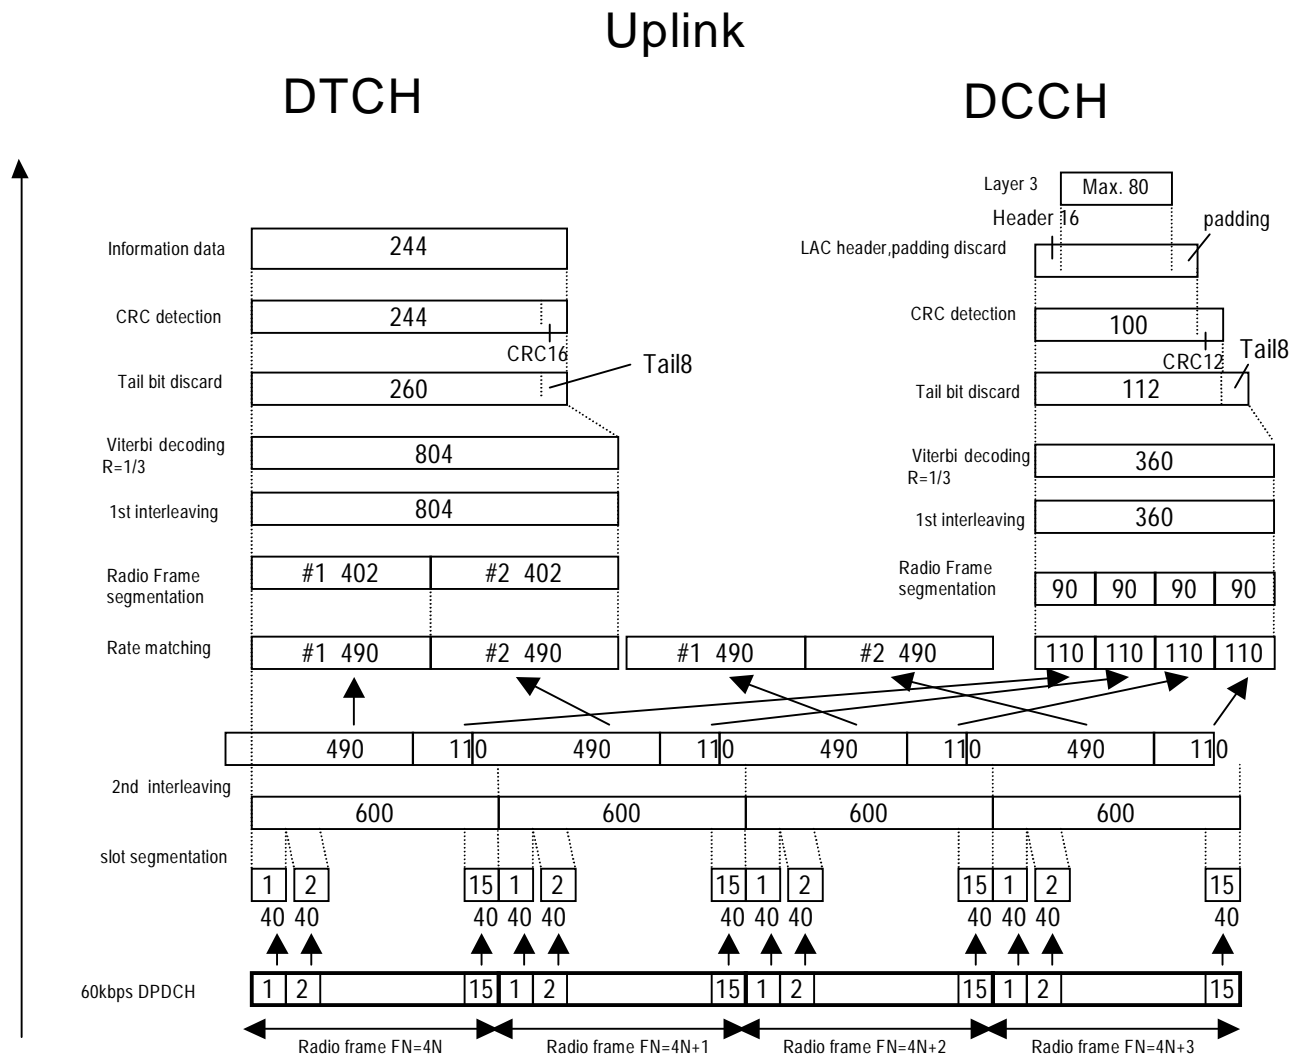 Uplink
DTCH
DCCH
Layer 3
Max. 80
Header 16
padding
Information data
244
LAC header,padding discard
CRC detection
244
CRC16
CRC detection
100
CRC12
Tail bit discard
260
Tail8
Tail bit discard
112
Tail8
Viterbi decoding
R=1/3
804
Viterbi decoding
R=1/3
360
1st interleaving
804
1st interleaving
360
Radio Frame
segmentation
#1 402
#2 402
Radio Frame
segmentation
90 90 90 90
Rate matching
#1 490
#2 490
#1 490
#2 490
110 110 110 110
490 110 490 110 490 110 490 110
2nd interleaving
600 600 600 600
slot segmentation
1 2 15 1 2 15 1 2 15 1 2 15
40 40 40 40 40 40 40 40 40 40 40 40
60kbps DPDCH
1 2 15 1 2 15 1 2 15 1 2 15
Radio frame FN=4N
Radio frame FN=4N+1
Radio frame FN=4N+2
Radio frame FN=4N+3